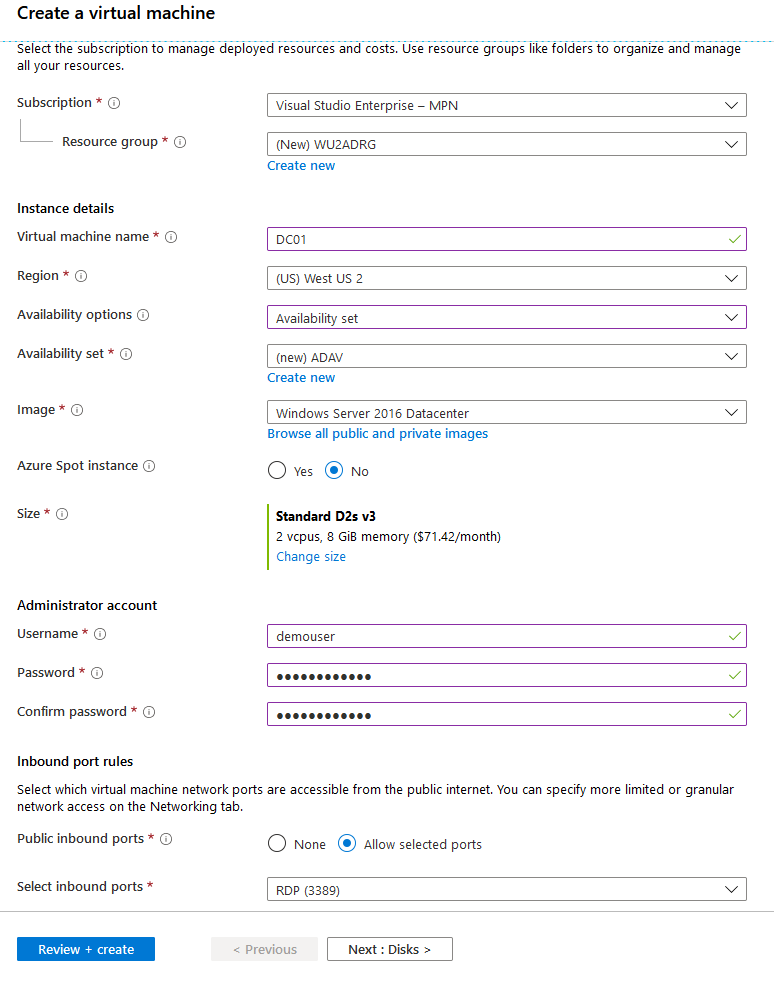 Create a virtual machine
Select the subscription to manage deployed resources and costs. Use resource groups like folders to organize and manage
all your resources.
Subscription *
Visual Studio Enterprise – MPN
Resource group *
(New) WU2ADRG
Create new
Instance details
Virtual machine name *
DC01
Region *
(US) West US 2
Availability options
Availability set
Availability set *
(new) ADAV
Create new
Image *
Windows Server 2016 Datacenter
Browse all public and private images
Azure Spot instance
Yes No
Size *
Standard D2s v3
2 vcpus, 8 GiB memory ($71.42/month)
Change size
Administrator account
Username *
demouser
Password *
••••••••••••
Confirm password *
••••••••••••
Inbound port rules
Select which virtual machine network ports are accessible from the public internet. You can specify more limited or granular
network access on the Networking tab.
Public inbound ports *
None Allow selected ports
Select inbound ports *
RDP (3389)
Review + create < Previous Next : Disks >